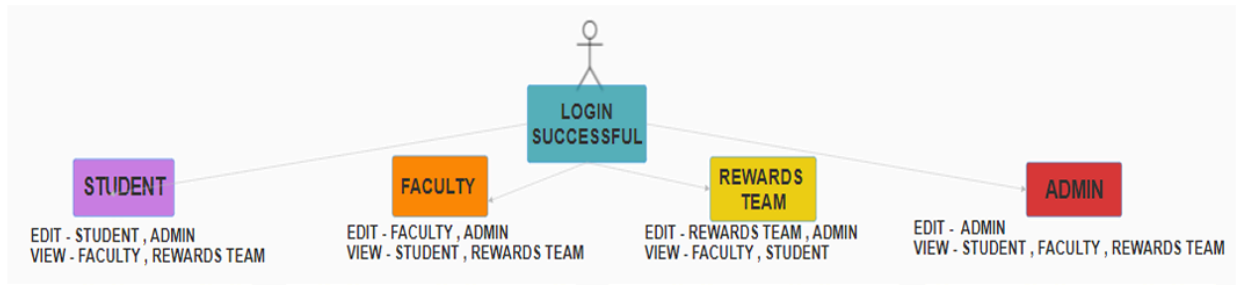 LOGIN
SUCCESSFUL
STUDENT
FACULTY
REWARDS
TEAM
ADMIN
EDIT - STUDENT , ADMIN
VIEW - FACULTY , REWARDS TEAM
EDIT - FACULTY , ADMIN
VIEW - STUDENT , REWARDS TEAM
EDIT - REWARDS TEAM , ADMIN
VIEW - FACULTY , STUDENT
EDIT - ADMIN
VIEW - STUDENT , FACULTY , REWARDS TEAM